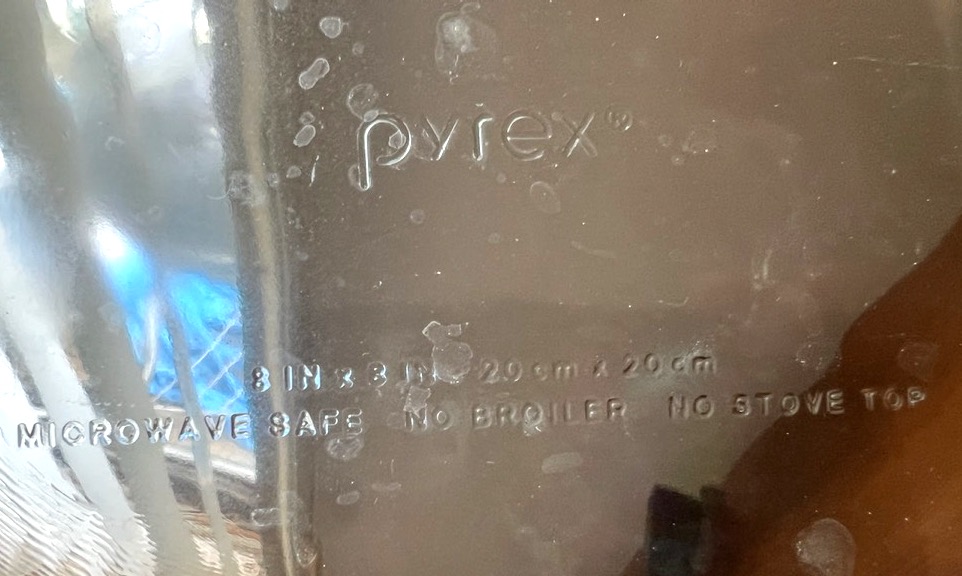 pyrex®
8 IN x 8 IN 20 cm x 20 cm
MICROWAVE SAFE NO BROILER NO STOVE TOP